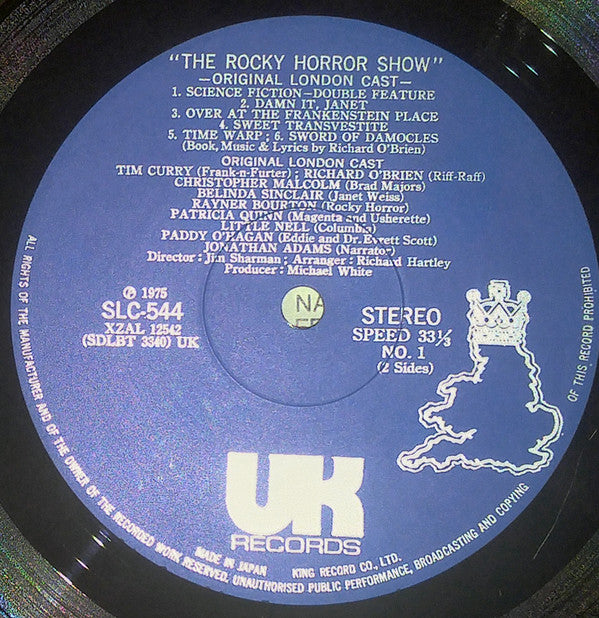 "THE ROCKY HORROR SHOW"
—ORIGINAL LONDON CAST—
1. SCIENCE FICTION—DOUBLE FEATURE
2. DAMN IT, JANET
3. OVER AT THE FRANKENSTEIN PLACE
4. SWEET TRANSVESTITE
5. TIME WARP : 6. SWORD OF DAMOCLES
(Book, Music & Lyrics by Richard O'Brien)
ORIGINAL LONDON CAST
TIM CURRY (Frank-n-Furter) ; RICHARD O'BRIEN (Riff-Raff)
CHRISTOPHER MALCOLM (Brad Majors)
BELINDA SINCLAIR (Janet Weiss)
RAYNER BOURTON (Rocky Horror)
PATRICIA QUINN (Magenta and Usherette)
LITTLE NELL (Columbia)
PADDY O'HAGAN (Eddie and Dr. Everett Scott)
JONATHAN ADAMS (Narrator)
Director : Jim Sharman ; Arranger : Richard Hartley
Producer : Michael White
Ⓟ 1975
SLC-544
XZAL 12542
(SDLBT 3340) UK
NA
STEREO
SPEED 33⅓
NO. 1
(2 Sides)
UK
RECORDS
MADE IN JAPAN KING RECORD CO., LTD.
ALL RIGHTS OF THE MANUFACTURER AND OF THE OWNER OF THE RECORDED WORK RESERVED, UNAUTHORISED PUBLIC PERFORMANCE, BROADCASTING AND COPYING OF THIS RECORD PROHIBITED